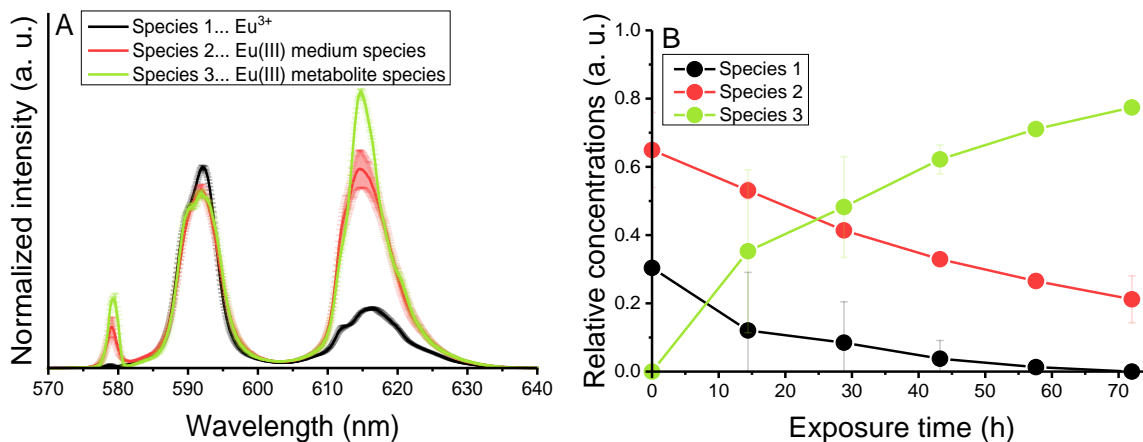 A
Species 1... Eu³⁺
Species 2... Eu(III) medium species
Species 3... Eu(III) metabolite species
Normalized intensity (a. u.)
570 580 590 600 610 620 630 640
Wavelength (nm)
B
Species 1
Species 2
Species 3
Relative concentrations (a. u.)
1.0
0.8
0.6
0.4
0.2
0.0
0 10 20 30 40 50 60 70
Exposure time (h)